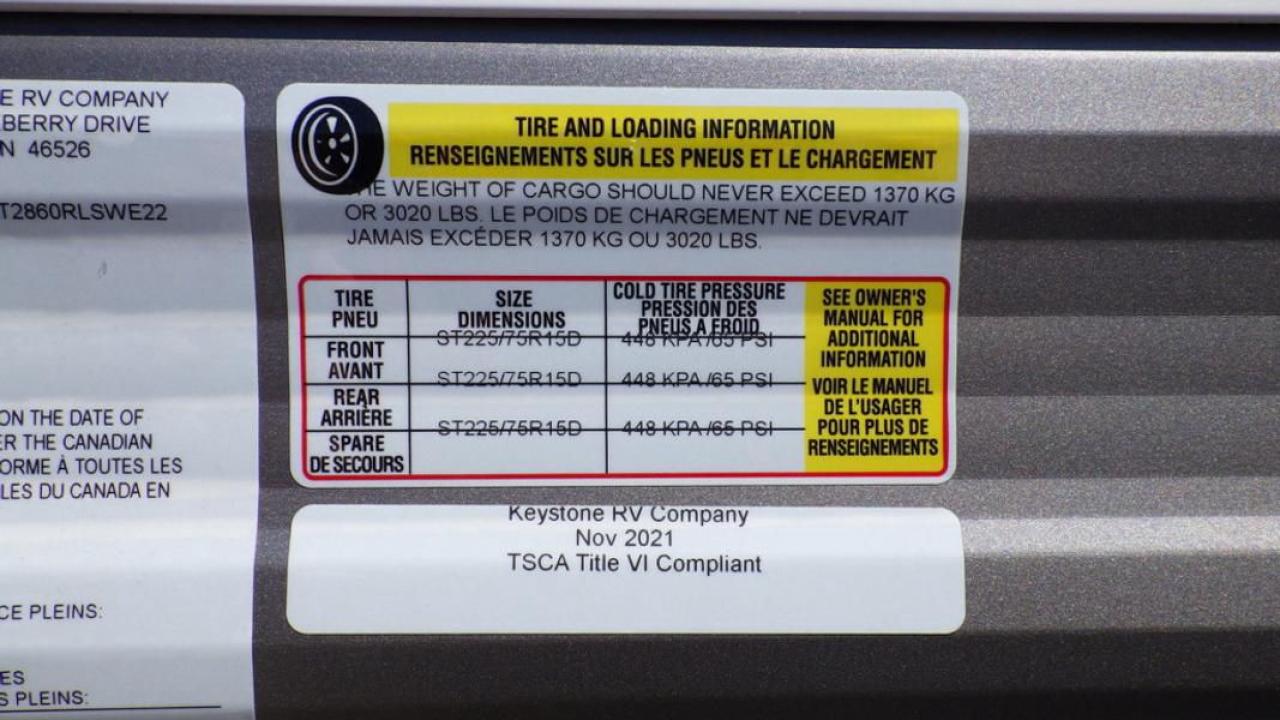 E RV COMPANY
BERRY DRIVE
N 46526
T2860RLSWE22
ON THE DATE OF
ER THE CANADIAN
ORME À TOUTES LES
LES DU CANADA EN
CE PLEINS:
ES
S PLEINS:
TIRE AND LOADING INFORMATION
RENSEIGNEMENTS SUR LES PNEUS ET LE CHARGEMENT
HE WEIGHT OF CARGO SHOULD NEVER EXCEED 1370 KG
OR 3020 LBS. LE POIDS DE CHARGEMENT NE DEVRAIT
JAMAIS EXCÉDER 1370 KG OU 3020 LBS.
TIRE
PNEU
SIZE
DIMENSIONS
COLD TIRE PRESSURE
PRESSION DES
PNEUS A FROID
FRONT
AVANT
ST225/75R15D
448 KPA /65 PSI
REAR
ARRIÈRE
ST225/75R15D
448 KPA /65 PSI
SPARE
DE SECOURS
ST225/75R15D
448 KPA /65 PSI
SEE OWNER'S
MANUAL FOR
ADDITIONAL
INFORMATION
VOIR LE MANUEL
DE L'USAGER
POUR PLUS DE
RENSEIGNEMENTS
Keystone RV Company
Nov 2021
TSCA Title VI Compliant